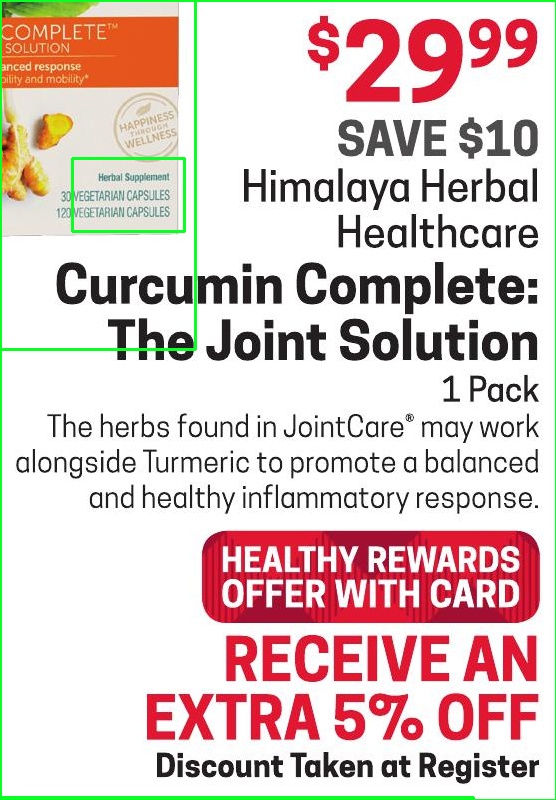 COMPLETE™
SOLUTION
anced response
bility and mobility*
HAPPINESS
THROUGH
WELLNESS
Herbal Supplement
30 VEGETARIAN CAPSULES
120 VEGETARIAN CAPSULES
$29.99
SAVE $10
Himalaya Herbal
Healthcare
Curcumin Complete:
The Joint Solution
1 Pack
The herbs found in JointCare® may work
alongside Turmeric to promote a balanced
and healthy inflammatory response.
HEALTHY REWARDS
OFFER WITH CARD
RECEIVE AN
EXTRA 5% OFF
Discount Taken at Register